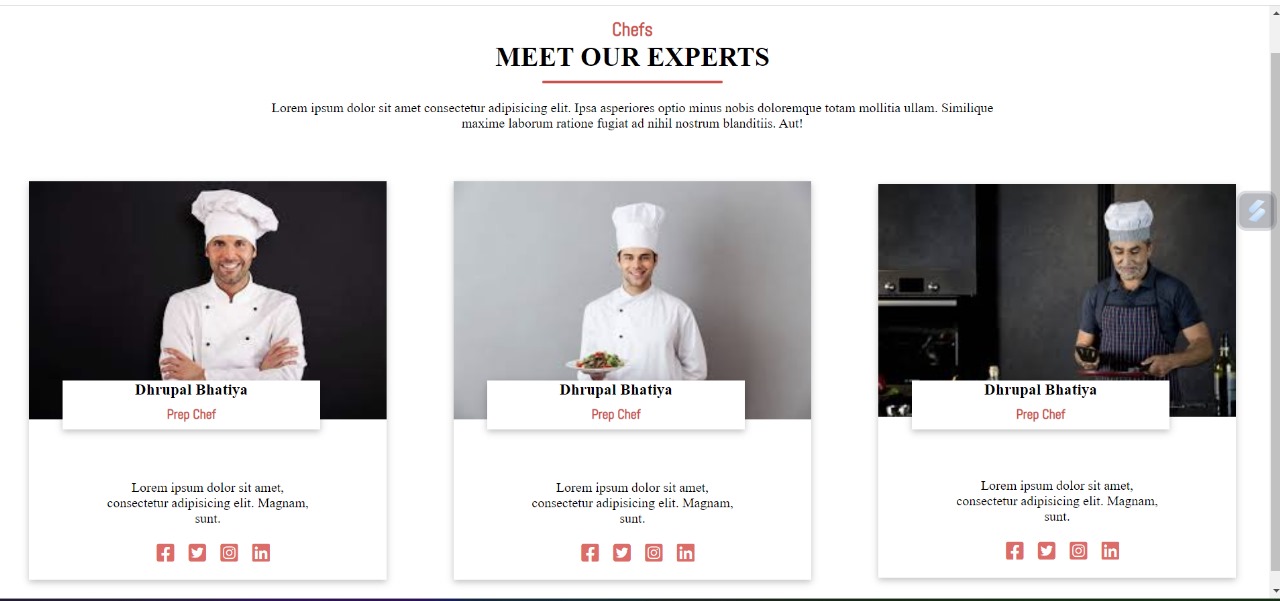 Chefs
MEET OUR EXPERTS
Lorem ipsum dolor sit amet consectetur adipisicing elit. Ipsa asperiores optio minus nobis doloremque totam mollitia ullam. Similique
maxime laborum ratione fugiat ad nihil nostrum blanditiis. Aut!
Dhrupal Bhatiya
Prep Chef
Lorem ipsum dolor sit amet,
consectetur adipisicing elit. Magnam,
sunt.
Dhrupal Bhatiya
Prep Chef
Lorem ipsum dolor sit amet,
consectetur adipisicing elit. Magnam,
sunt.
Dhrupal Bhatiya
Prep Chef
Lorem ipsum dolor sit amet,
consectetur adipisicing elit. Magnam,
sunt.